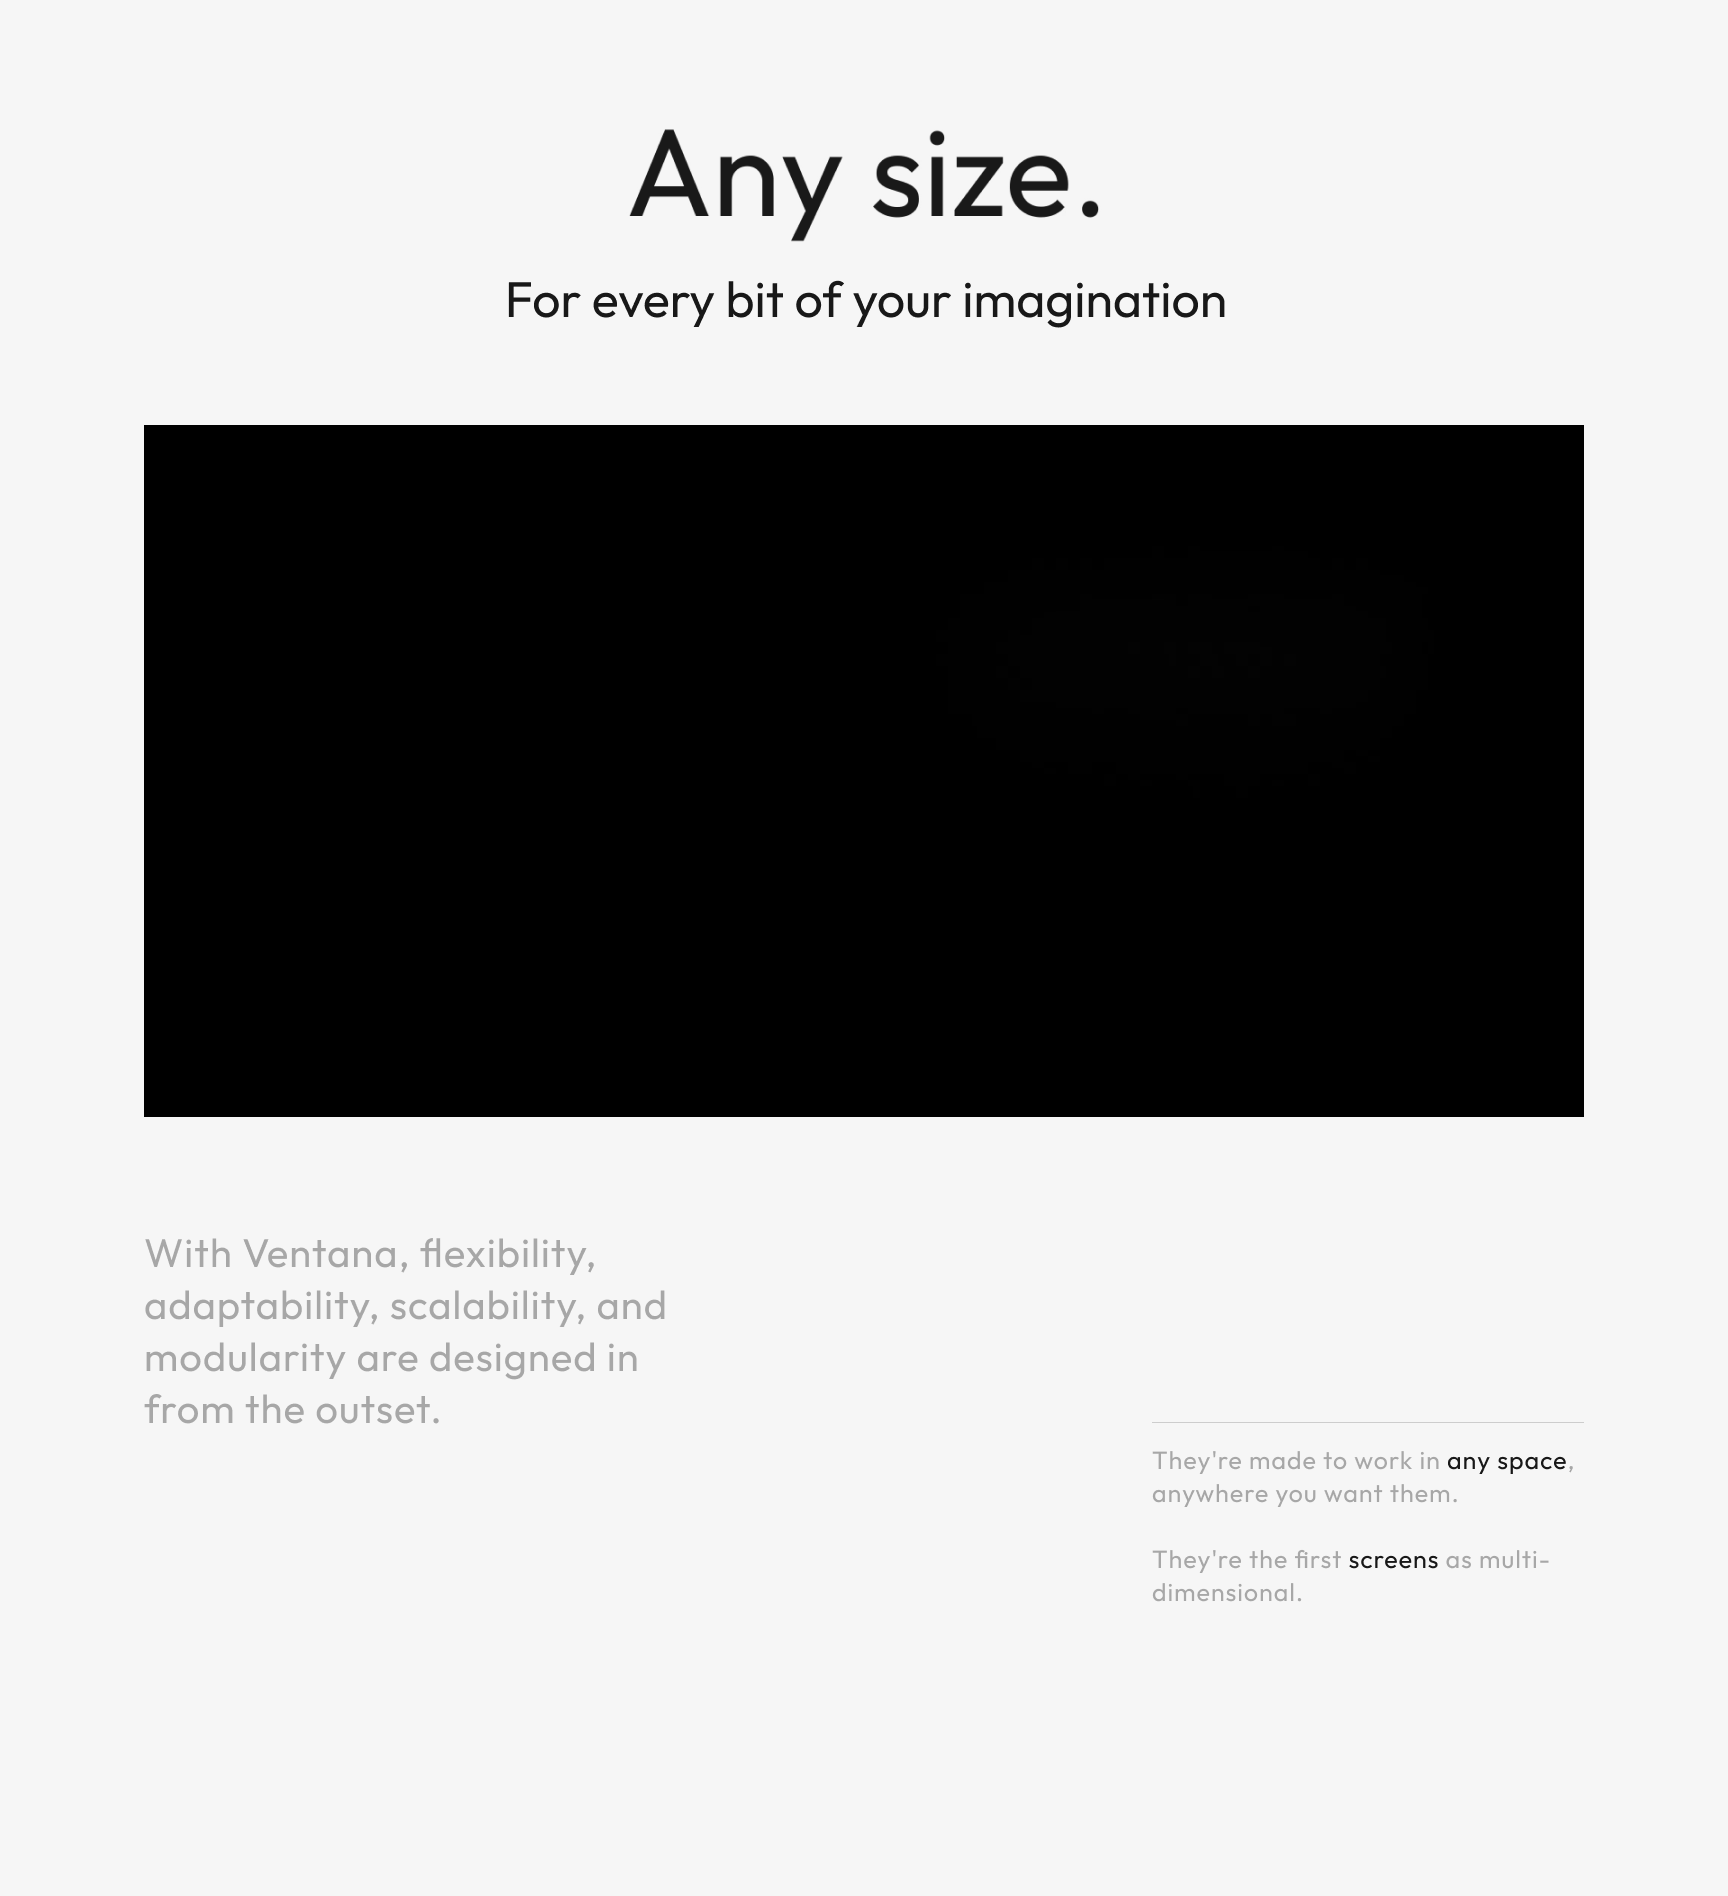 Any size.
For every bit of your imagination
With Ventana, flexibility,
adaptability, scalability, and
modularity are designed in
from the outset.
They're made to work in any space,
anywhere you want them.
They're the first screens as multi-
dimensional.